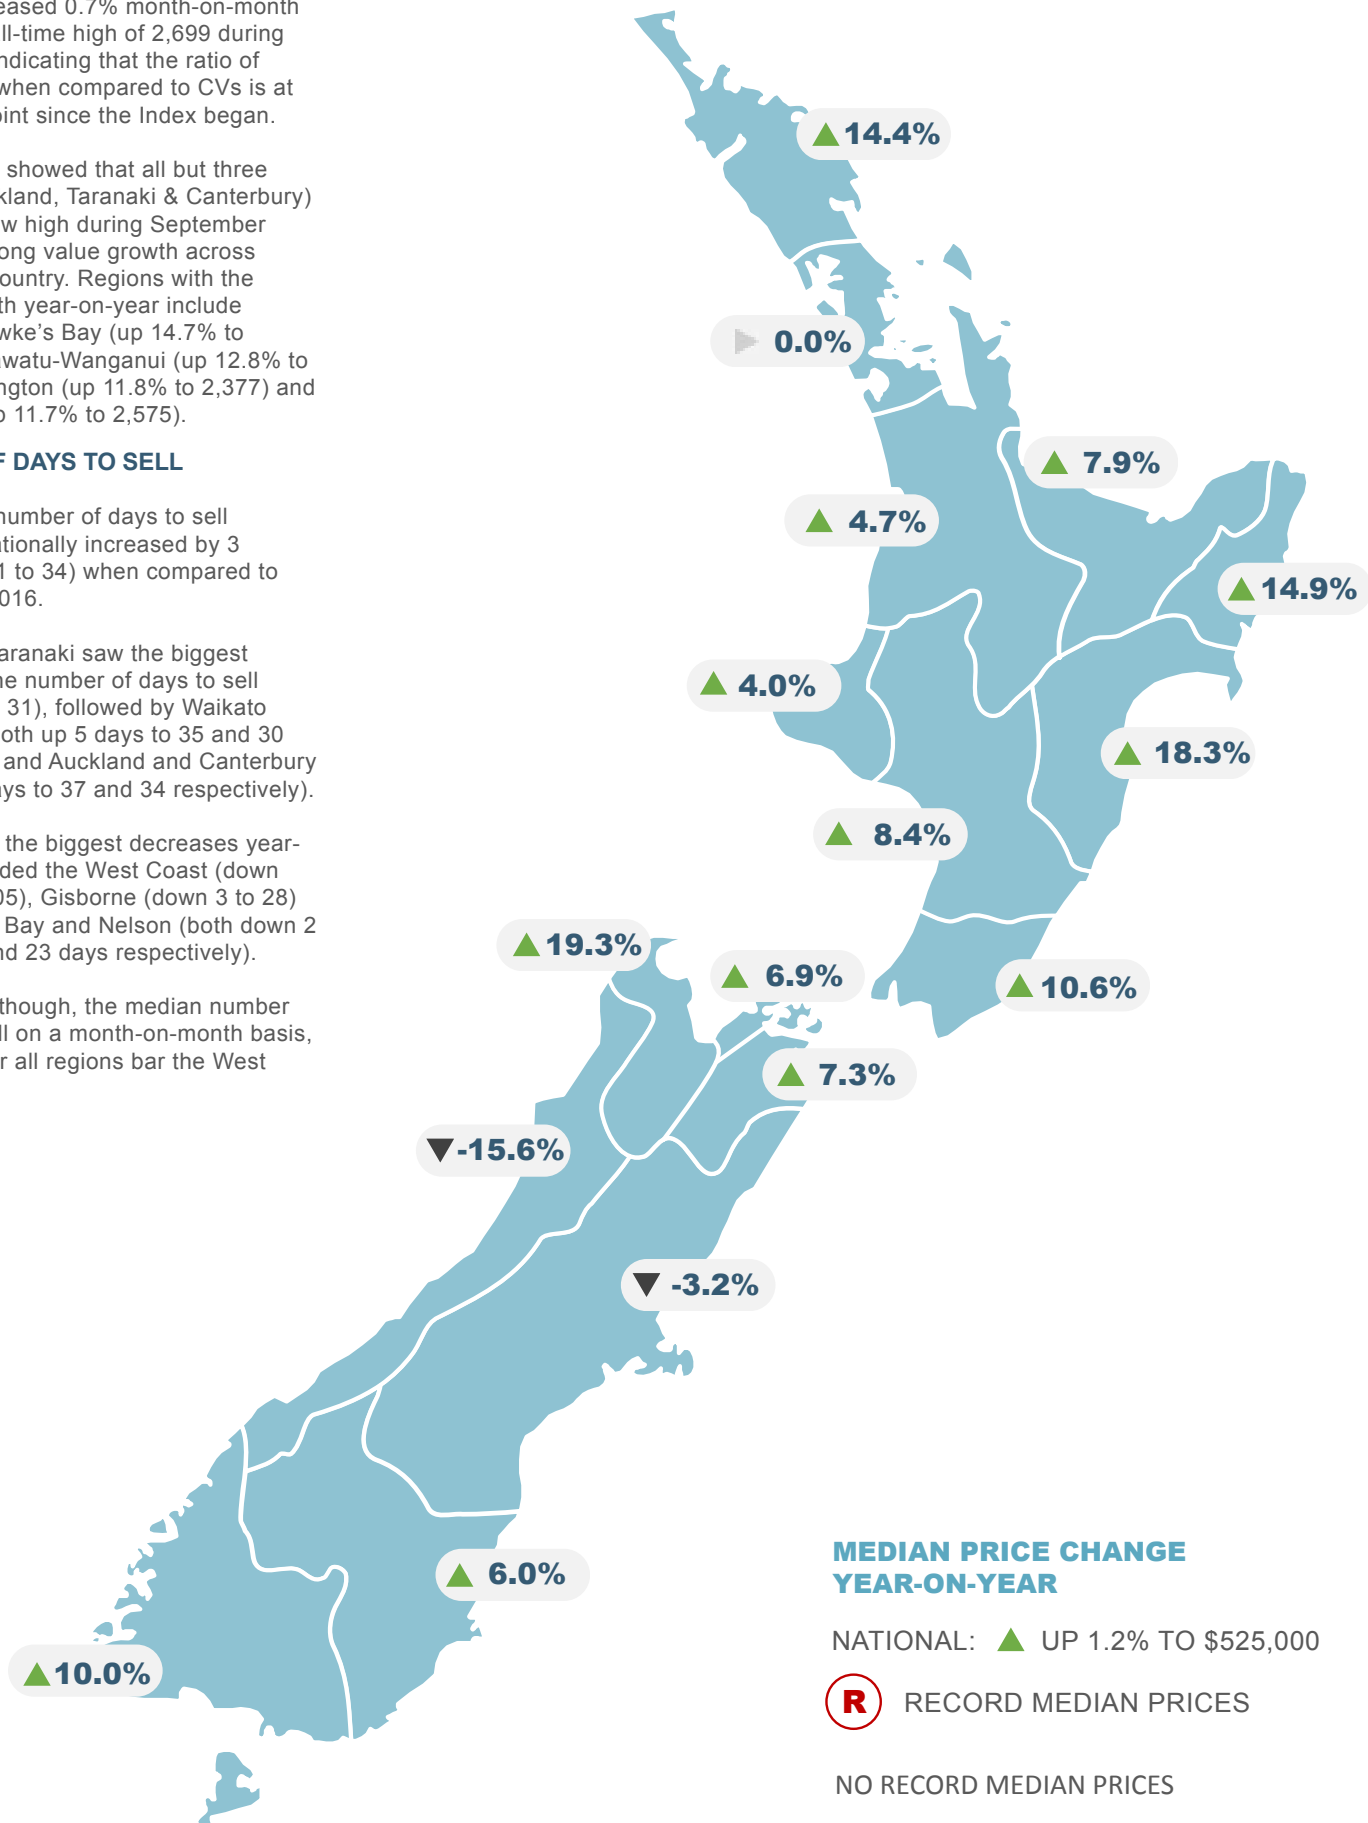 eased 0.7% month-on-month
ll-time high of 2,699 during
ndicating that the ratio of
when compared to CVs is at
oint since the Index began.
showed that all but three
kland, Taranaki & Canterbury)
w high during September
ong value growth across
country. Regions with the
th year-on-year include
wke's Bay (up 14.7% to
awatu-Wanganui (up 12.8% to
ngton (up 11.8% to 2,377) and
p 11.7% to 2,575).
F DAYS TO SELL
number of days to sell
ationally increased by 3
1 to 34) when compared to
016.
aranaki saw the biggest
he number of days to sell
31), followed by Waikato
oth up 5 days to 35 and 30
and Auckland and Canterbury
ays to 37 and 34 respectively).
the biggest decreases year-
ded the West Coast (down
05), Gisborne (down 3 to 28)
Bay and Nelson (both down 2
nd 23 days respectively).
though, the median number
ll on a month-on-month basis,
r all regions bar the West
14.4%
0.0%
7.9%
4.7%
14.9%
4.0%
18.3%
8.4%
19.3%
6.9%
10.6%
7.3%
-15.6%
-3.2%
6.0%
10.0%
MEDIAN PRICE CHANGE
YEAR-ON-YEAR
NATIONAL: UP 1.2% TO $525,000
R RECORD MEDIAN PRICES
NO RECORD MEDIAN PRICES